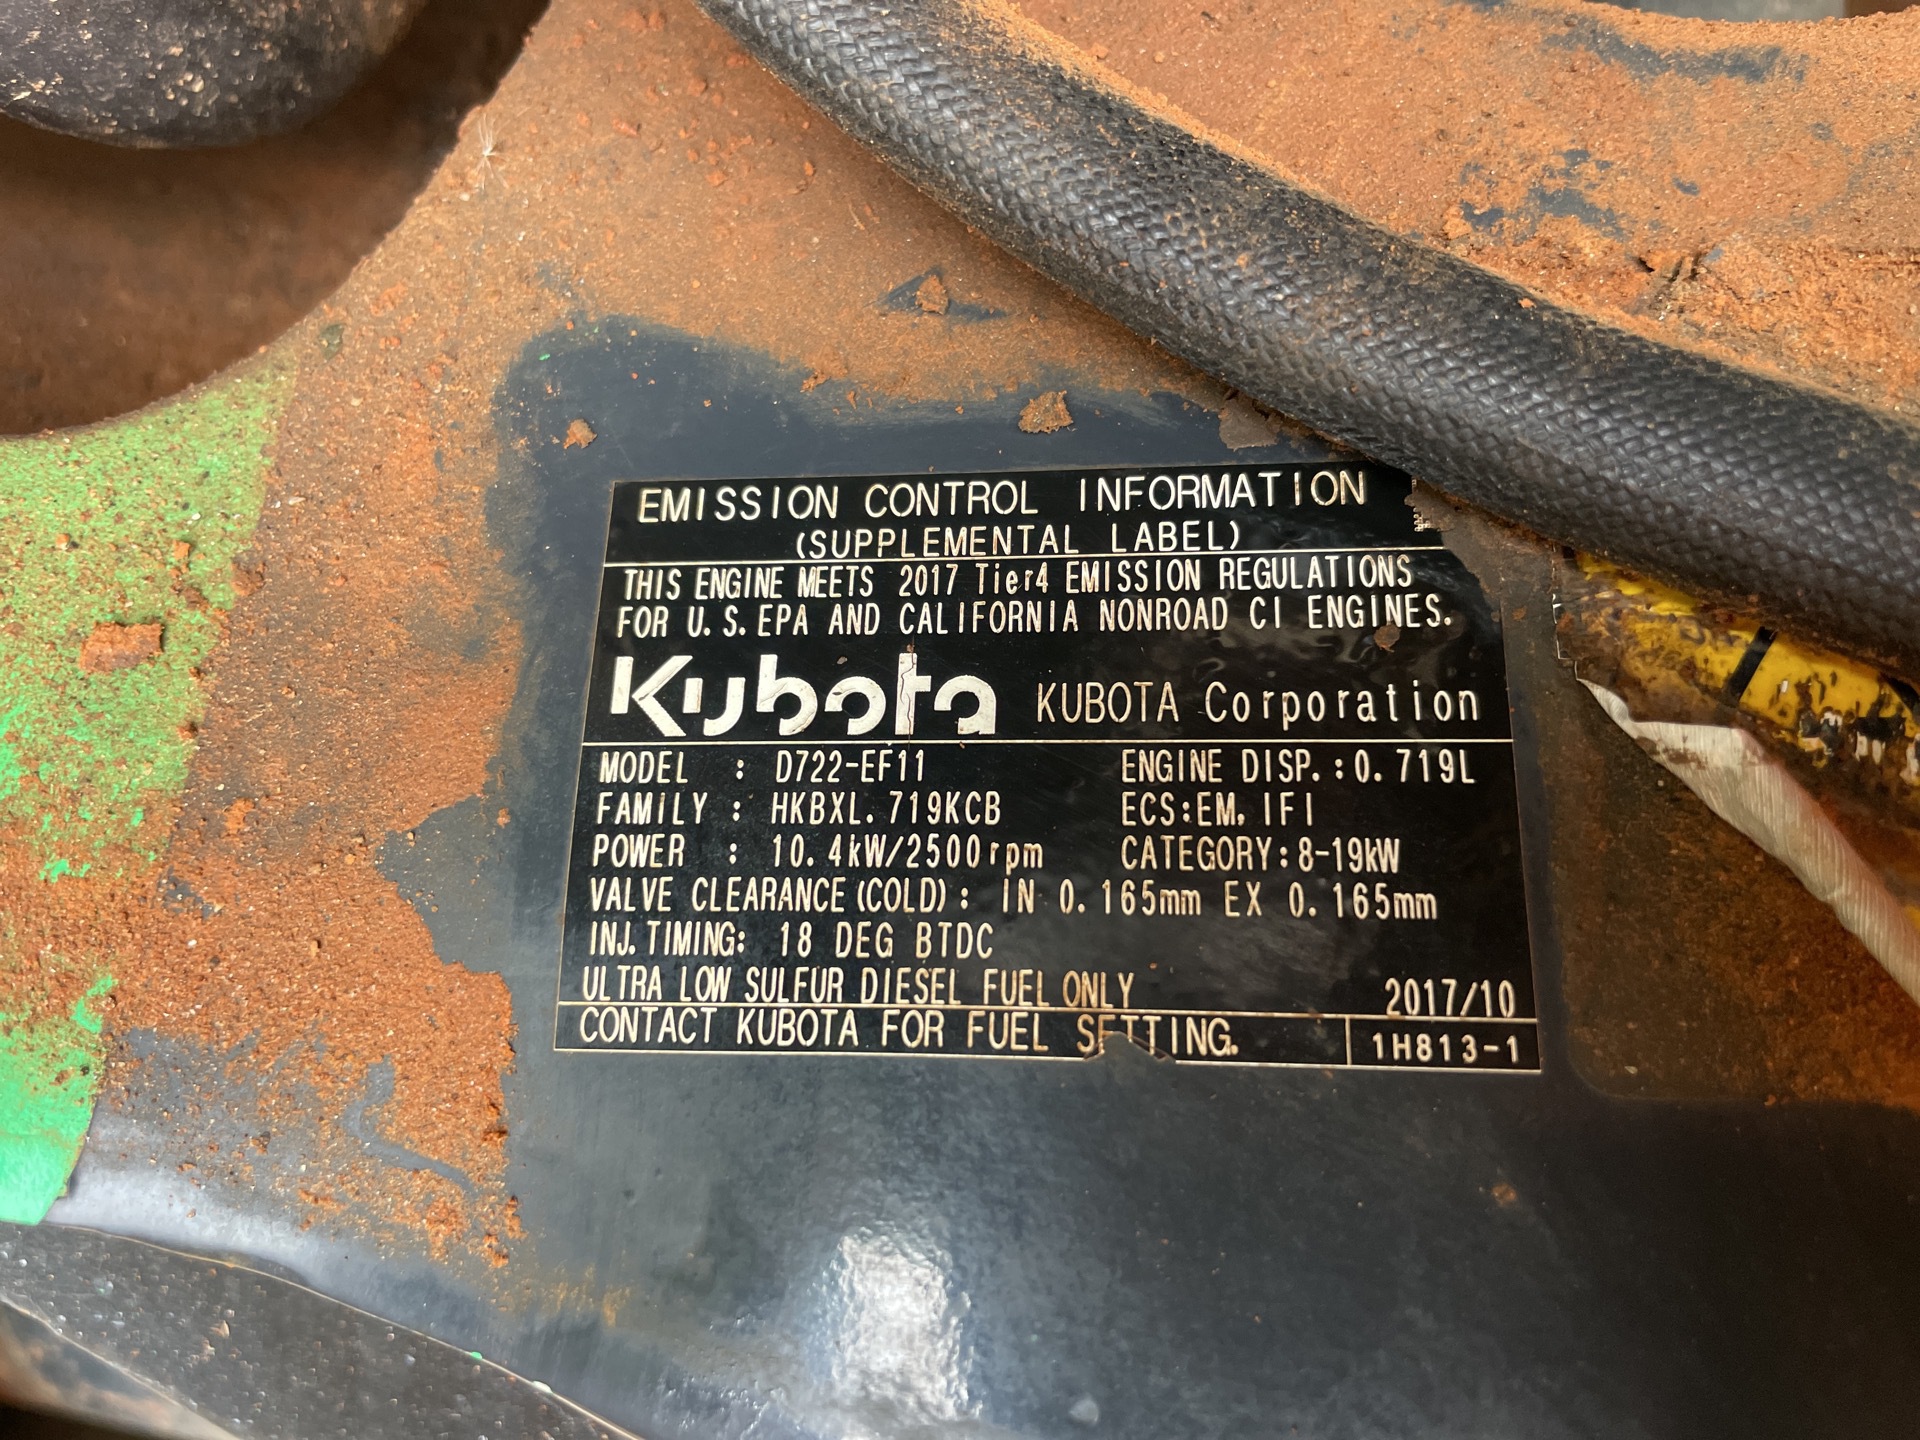 EMISSION CONTROL INFORMATION
(SUPPLEMENTAL LABEL)
THIS ENGINE MEETS 2017 Tier4 EMISSION REGULATIONS
FOR U.S.EPA AND CALIFORNIA NONROAD CI ENGINES.
Kubota KUBOTA Corporation
MODEL : D722-EF11 ENGINE DISP.:0.719L
FAMILY : HKBXL.719KCB ECS:EM, IFI
POWER : 10.4kW/2500rpm CATEGORY:8-19kW
VALVE CLEARANCE(COLD): IN 0.165mm EX 0.165mm
INJ.TIMING: 18 DEG BTDC
ULTRA LOW SULFUR DIESEL FUEL ONLY 2017/10
CONTACT KUBOTA FOR FUEL SETTING. 1H813-1